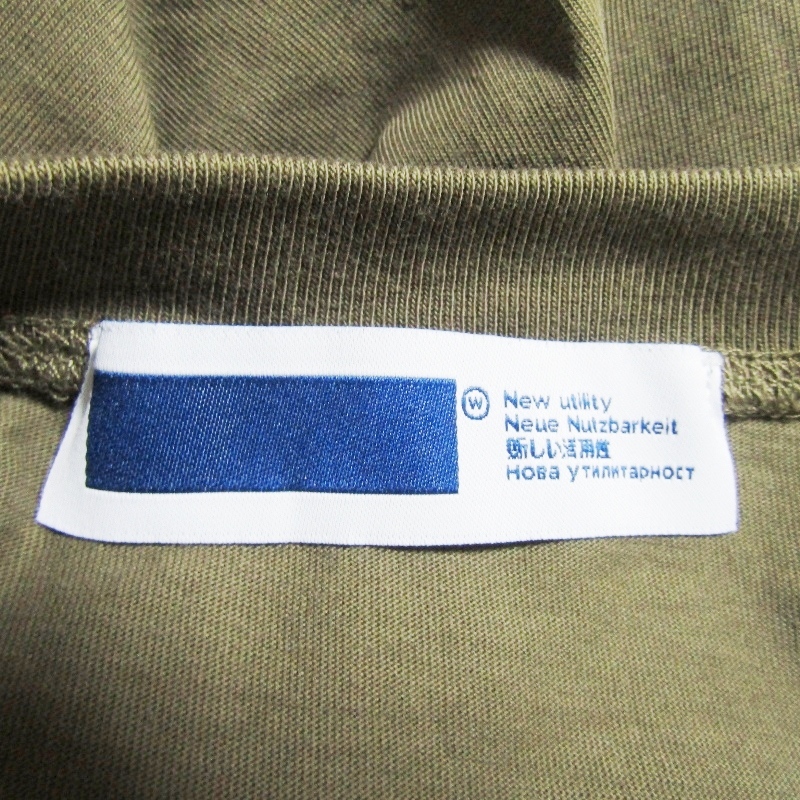 W New utility
Neue Nutzbarkeit
新しい活用性
Нова утилитарност